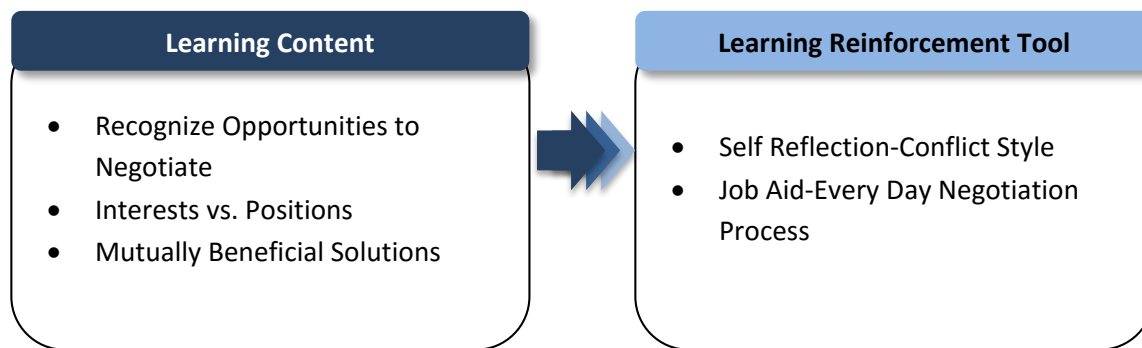 Learning Content
• Recognize Opportunities to
Negotiate
• Interests vs. Positions
• Mutually Beneficial Solutions
Learning Reinforcement Tool
• Self Reflection-Conflict Style
• Job Aid-Every Day Negotiation
Process